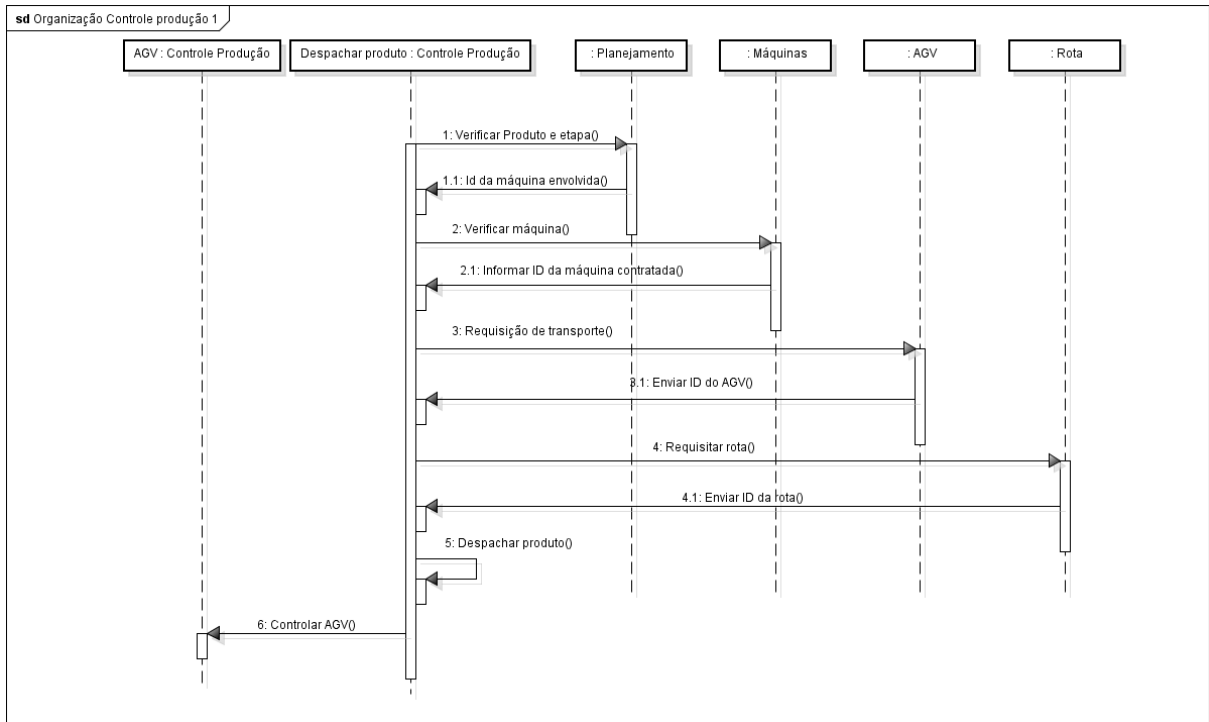 sd Organização Controle produção 1
AGV : Controle Produção
Despachar produto : Controle Produção
: Planejamento
: Máquinas
: AGV
: Rota
1: Verificar Produto e etapa()
1.1: Id da máquina envolvida()
2: Verificar máquina()
2.1: Informar ID da máquina contratada()
3: Requisição de transporte()
3.1: Enviar ID do AGV()
4: Requisitar rota()
4.1: Enviar ID da rota()
5: Despachar produto()
6: Controlar AGV()